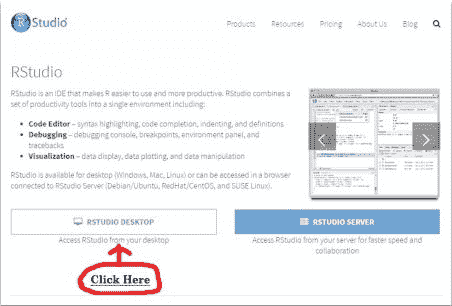 R Studio
Products Resources Pricing About Us Blog
RStudio
RStudio is an IDE that makes R easier to use and more productive. RStudio combines a
set of productivity tools into a single environment including:
• Code Editor – syntax highlighting, code completion, indenting, and definitions
• Debugging – debugging console, breakpoints, environment panel, and
tracebacks
• Visualization – data display, data plotting, and data manipulation
RStudio is available for desktop (Windows, Mac, Linux) or can be accessed in a browser
connected to RStudio Server (Debian/Ubuntu, RedHat/CentOS, and SUSE Linux).
RSTUDIO DESKTOP
Access RStudio from your desktop
RSTUDIO SERVER
Access RStudio from your server for faster speed and
collaboration
Click Here